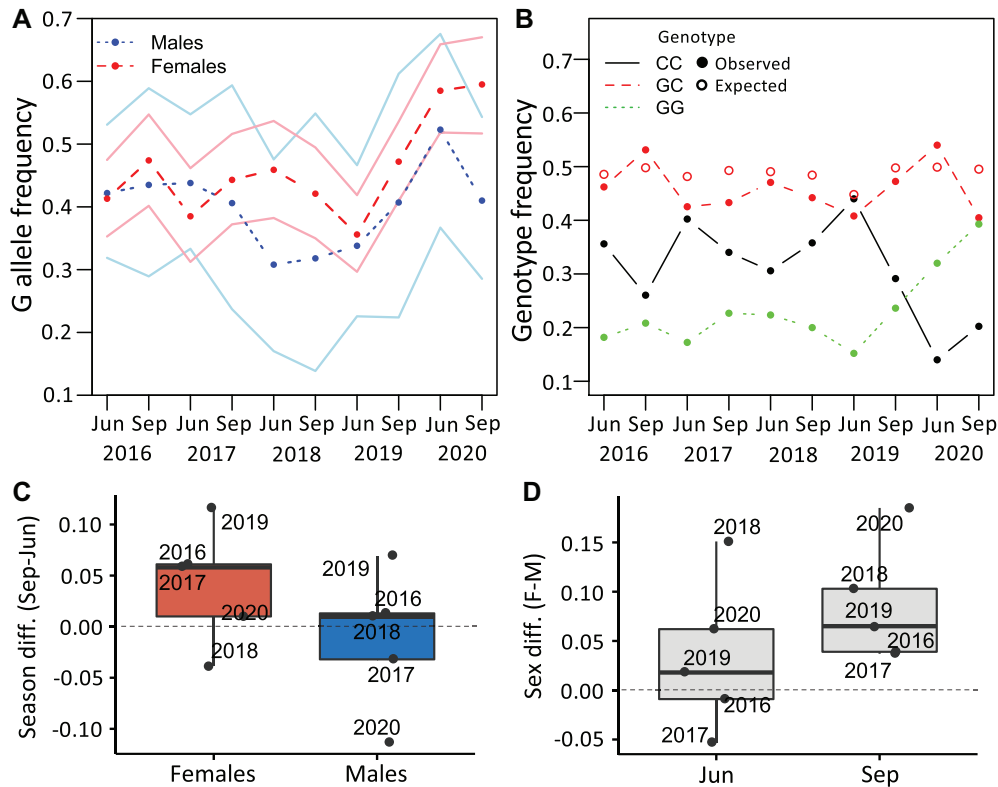 A
G allele frequency
0.7
0.6
0.5
0.4
0.3
0.2
0.1
Males
Females
Jun Sep Jun Sep Jun Sep Jun Sep Jun Sep
2016 2017 2018 2019 2020
B
Genotype frequency
0.7
0.6
0.5
0.4
0.3
0.2
0.1
Genotype
CC Observed
GC Expected
GG
Jun Sep Jun Sep Jun Sep Jun Sep Jun Sep
2016 2017 2018 2019 2020
C
Season diff. (Sep-Jun)
0.10
0.05
0.00
-0.05
-0.10
2019
2016
2017
2020
2018
2019
2016
2018
2017
2020
Females Males
D
Sex diff. (F-M)
0.15
0.10
0.05
0.00
-0.05
2018
2020
2019
2016
2017
2020
2018
2019
2016
2017
Jun Sep